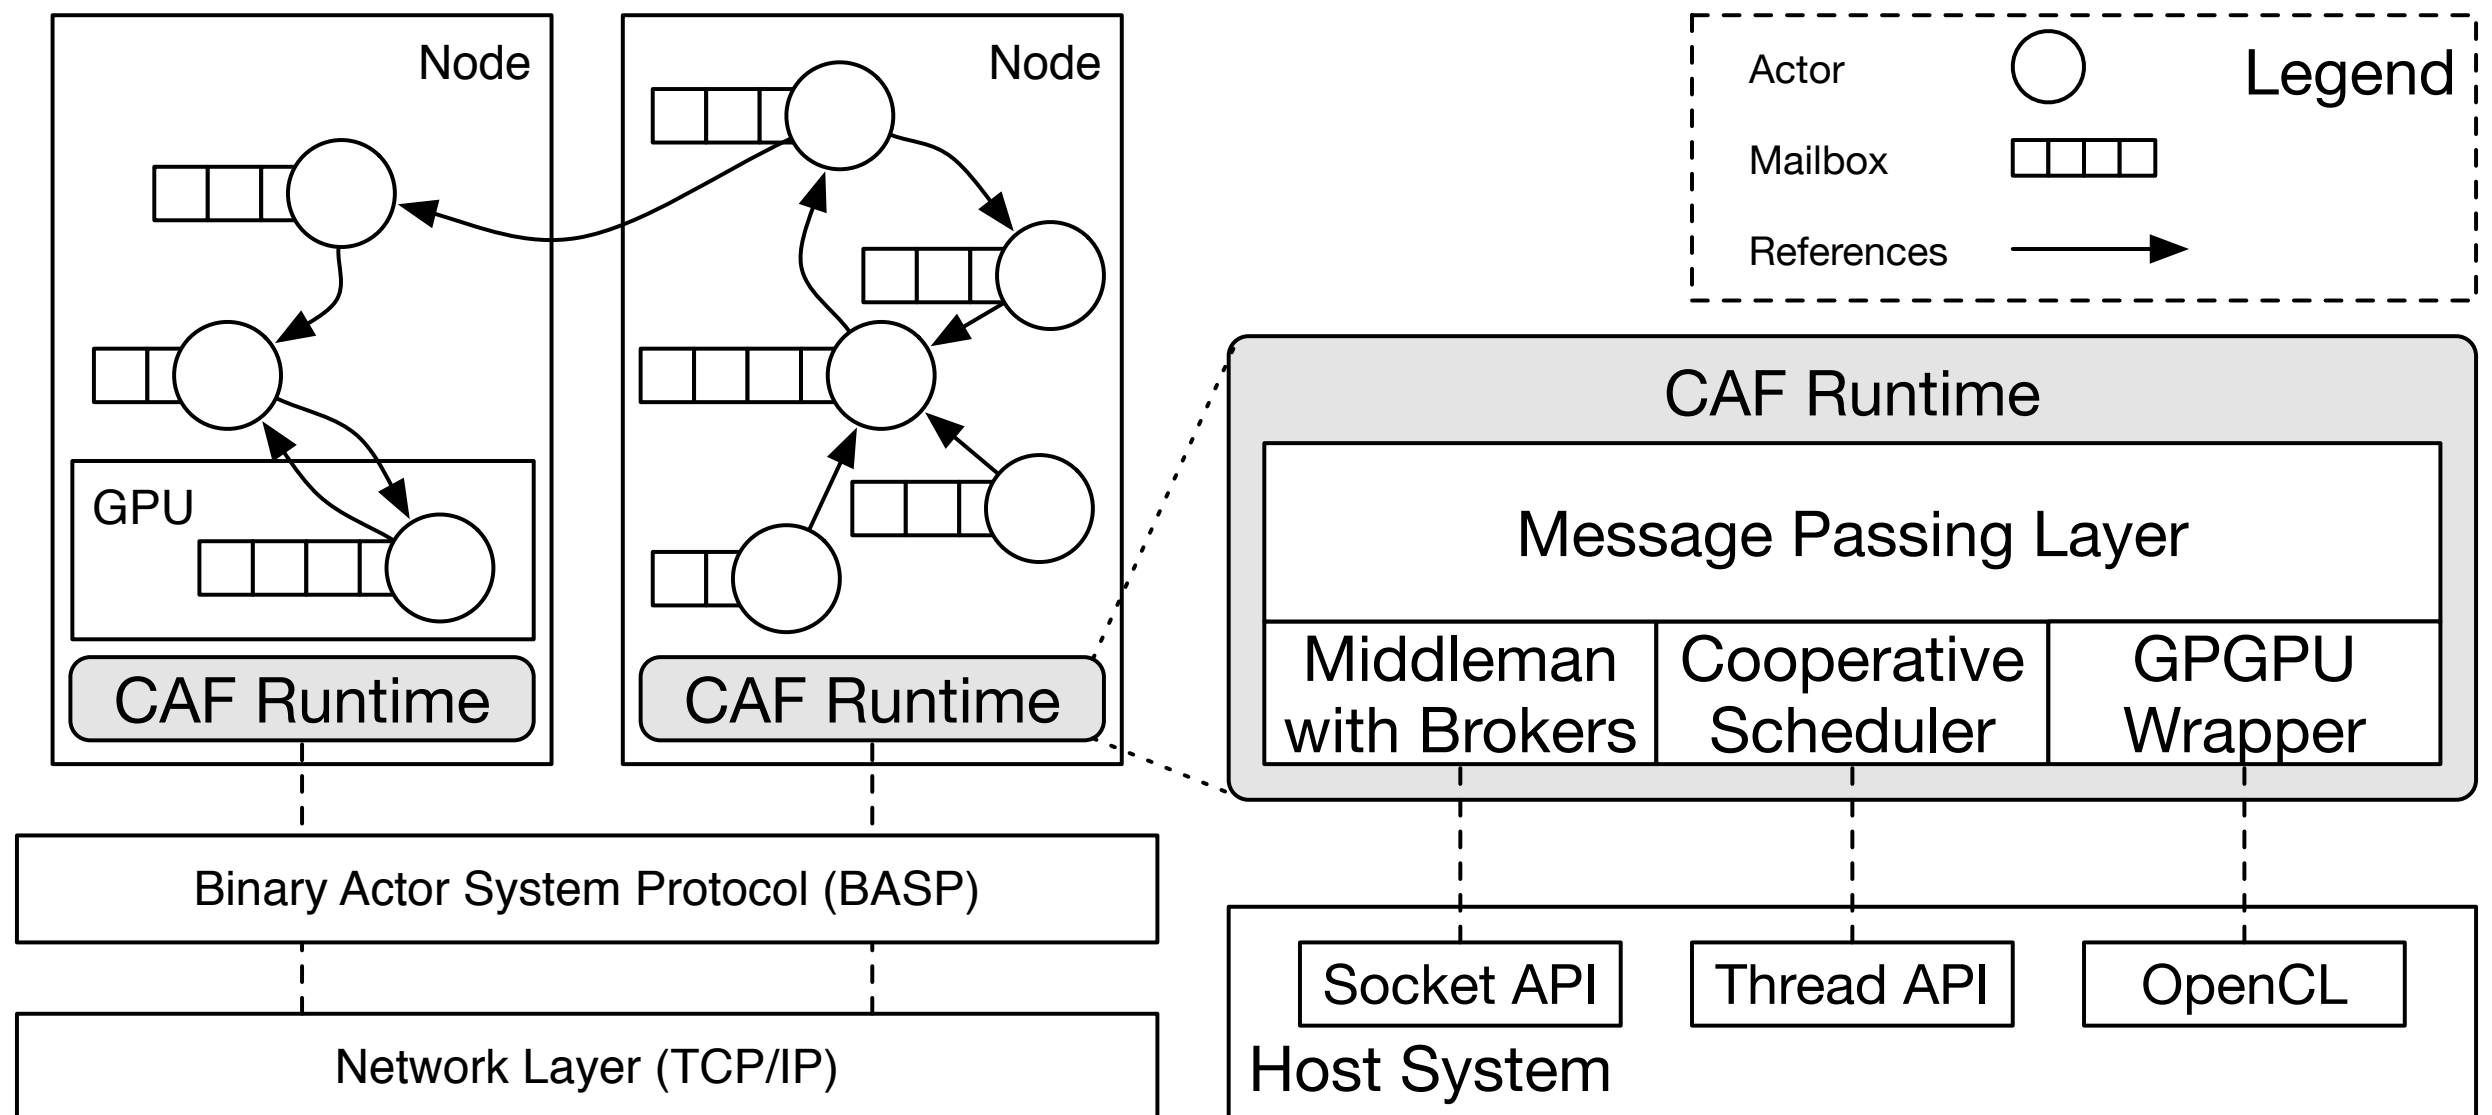 Node
Node
GPU
CAF Runtime
CAF Runtime
Binary Actor System Protocol (BASP)
Network Layer (TCP/IP)
Legend
Actor
Mailbox
References
CAF Runtime
Message Passing Layer
Middleman
with Brokers
Cooperative
Scheduler
GPGPU
Wrapper
Socket API
Thread API
OpenCL
Host System